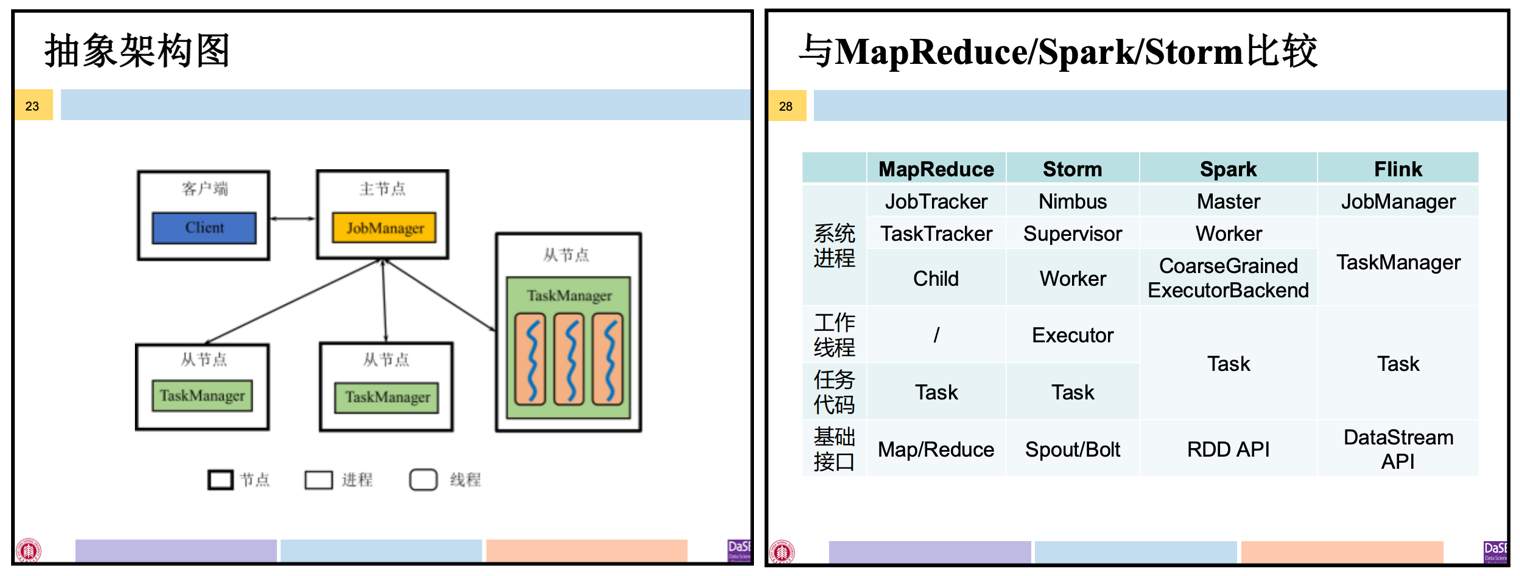 抽象架构图
23
客户端
Client
主节点
JobManager
从节点
TaskManager
从节点
TaskManager
从节点
TaskManager
节点
进程
线程
与MapReduce/Spark/Storm比较
28
MapReduce Storm Spark Flink
系统
进程
JobTracker Nimbus Master JobManager
TaskTracker Supervisor Worker
TaskManager
Child Worker
CoarseGrained
ExecutorBackend
工作
线程
/ Executor
Task Task
任务
代码
Task Task
基础
接口
Map/Reduce Spout/Bolt RDD API
DataStream
API